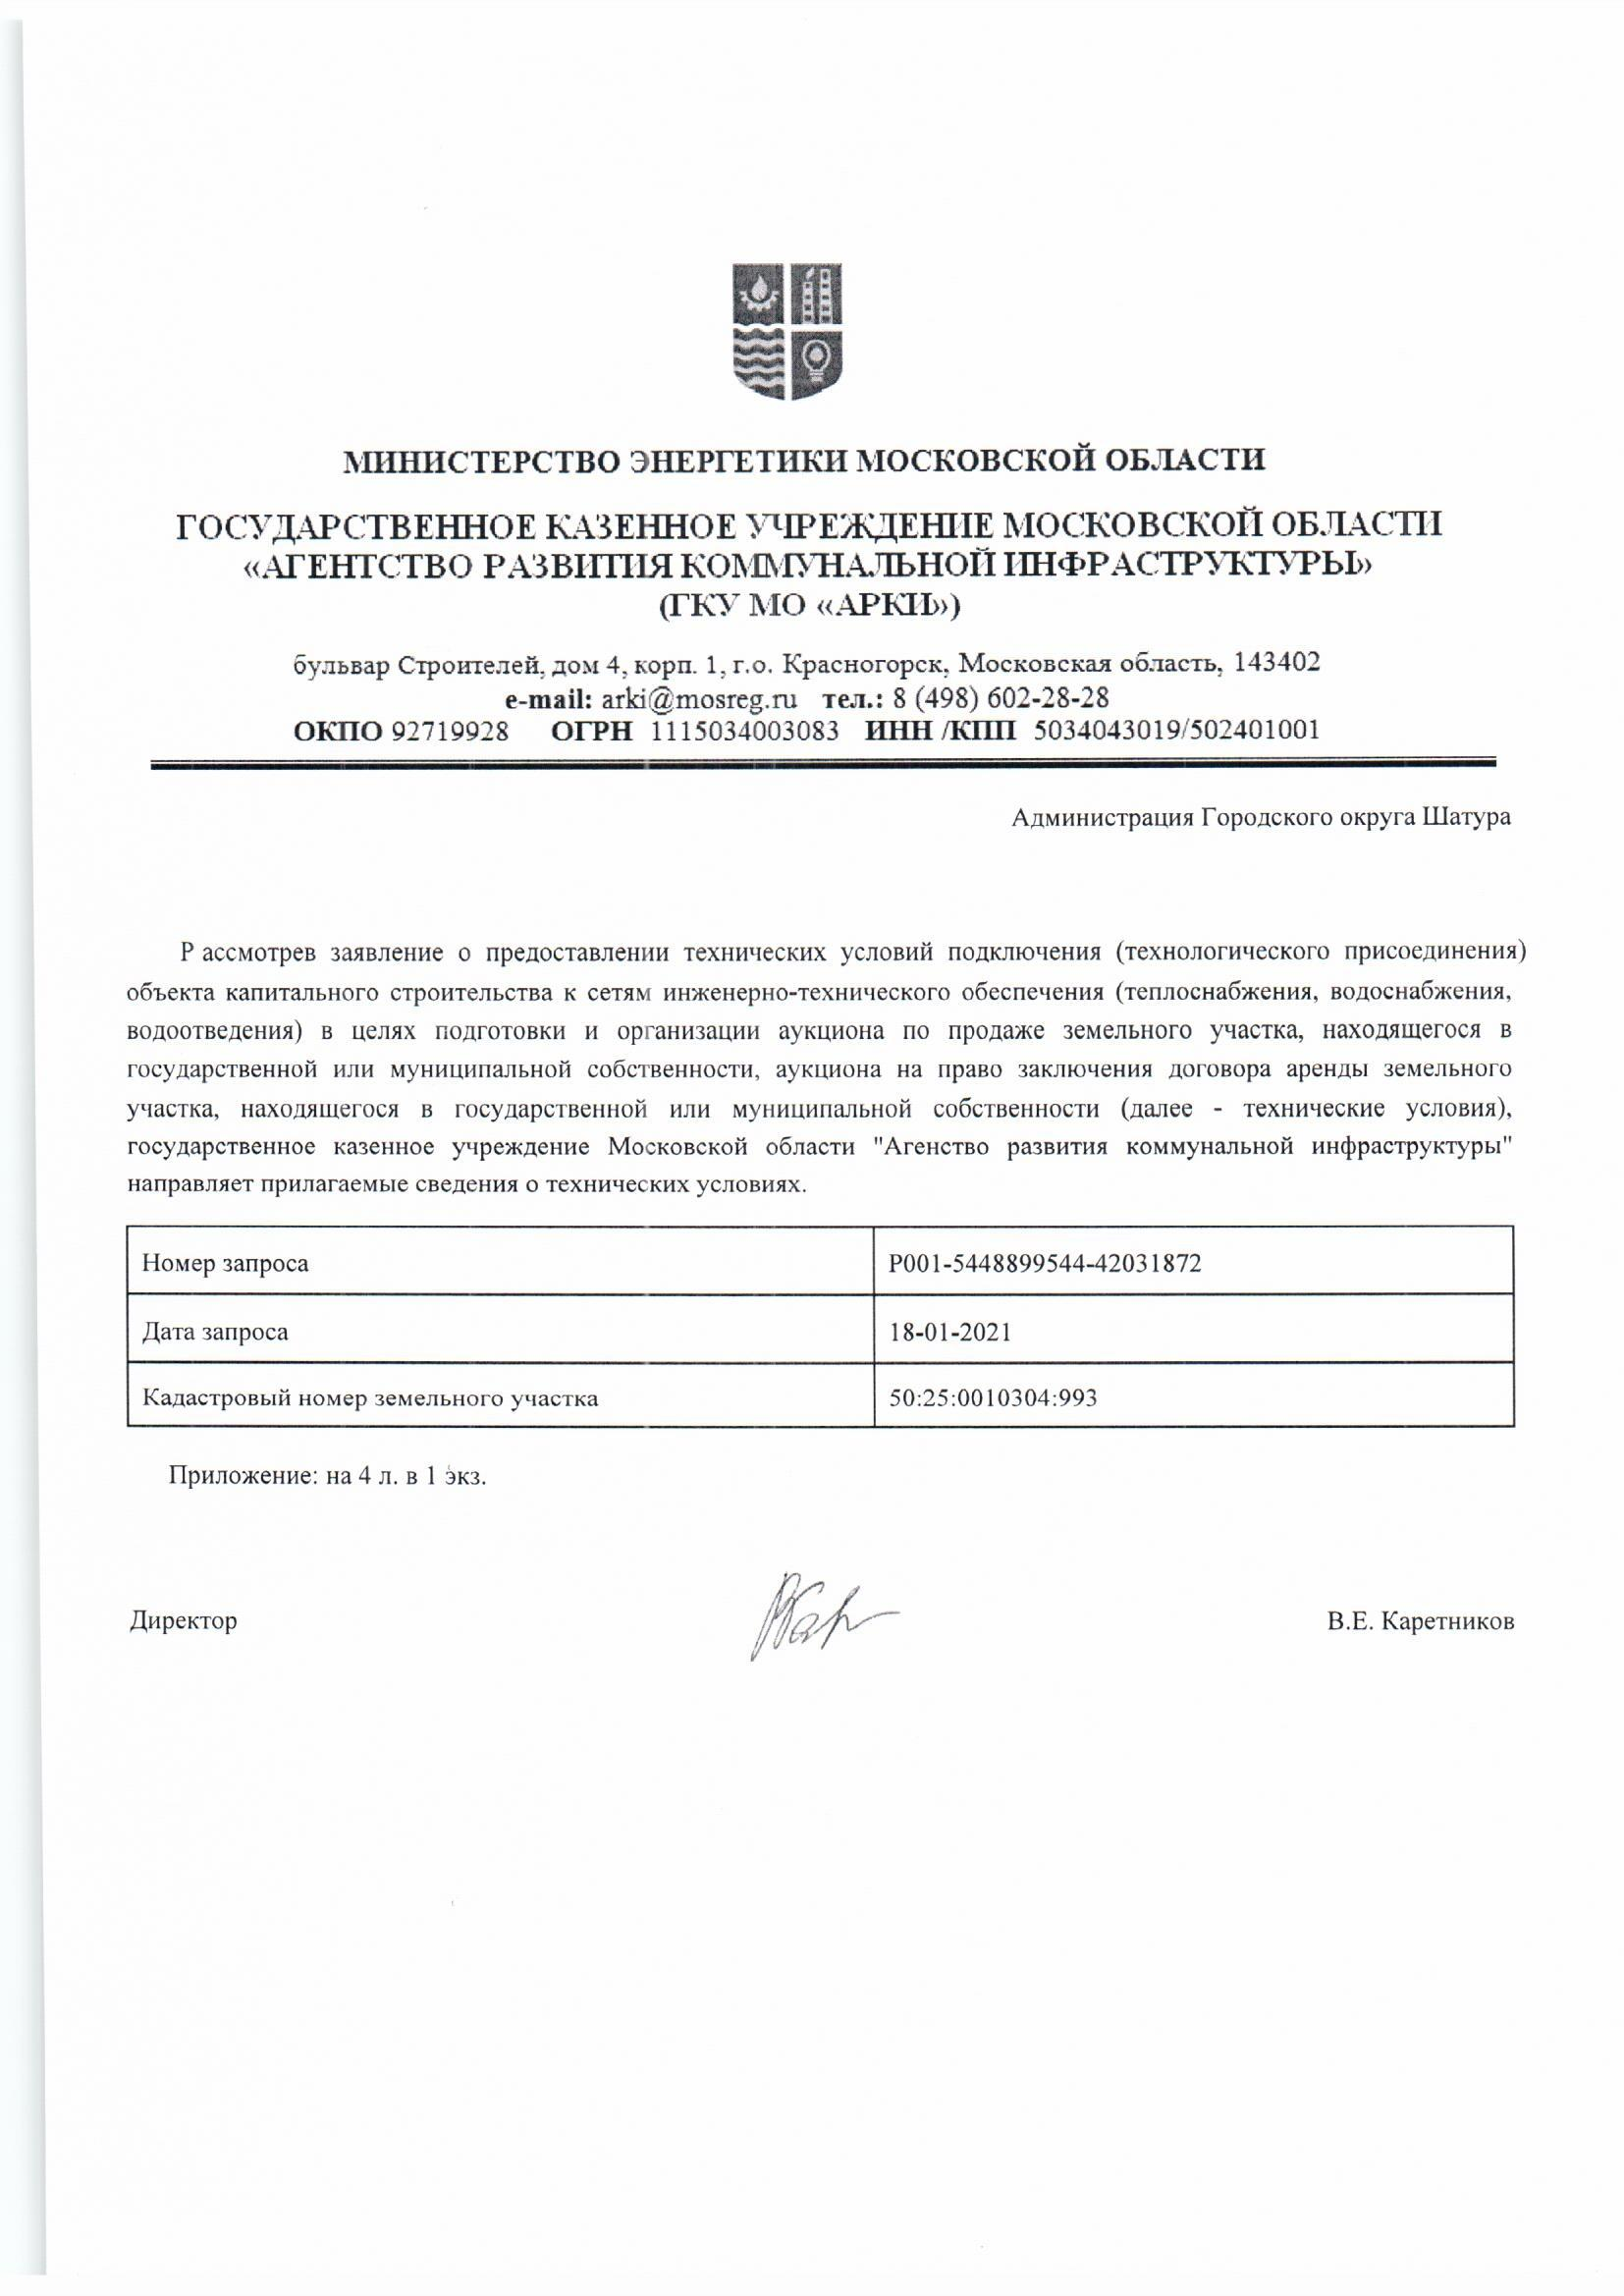 МИНИСТЕРСТВО ЭНЕРГЕТИКИ МОСКОВСКОЙ ОБЛАСТИ
ГОСУДАРСТВЕННОЕ КАЗЕННОЕ УЧРЕЖДЕНИЕ МОСКОВСКОЙ ОБЛАСТИ
«АГЕНТСТВО РАЗВИТИЯ КОММУНАЛЬНОЙ ИНФРАСТРУКТУРЫ»
(ГКУ МО «АРКИ»)
бульвар Строителей, дом 4, корп. 1, г.о. Красногорск, Московская область, 143402
e-mail: arki@mosreg.ru тел.: 8 (498) 602-28-28
ОКПО 92719928 ОГРН 1115034003083 ИНН /КПП 5034043019/502401001
Администрация Городского округа Шатура
Р ассмотрев заявление о предоставлении технических условий подключения (технологического присоединения)
объекта капитального строительства к сетям инженерно-технического обеспечения (теплоснабжения, водоснабжения,
водоотведения) в целях подготовки и организации аукциона по продаже земельного участка, находящегося в
государственной или муниципальной собственности, аукциона на право заключения договора аренды земельного
участка, находящегося в государственной или муниципальной собственности (далее - технические условия),
государственное казенное учреждение Московской области "Агенство развития коммунальной инфраструктуры"
направляет прилагаемые сведения о технических условиях.
Номер запроса P001-5448899544-42031872
Дата запроса 18-01-2021
Кадастровый номер земельного участка 50:25:0010304:993
Приложение: на 4 л. в 1 экз.
Директор В.Е. Каретников